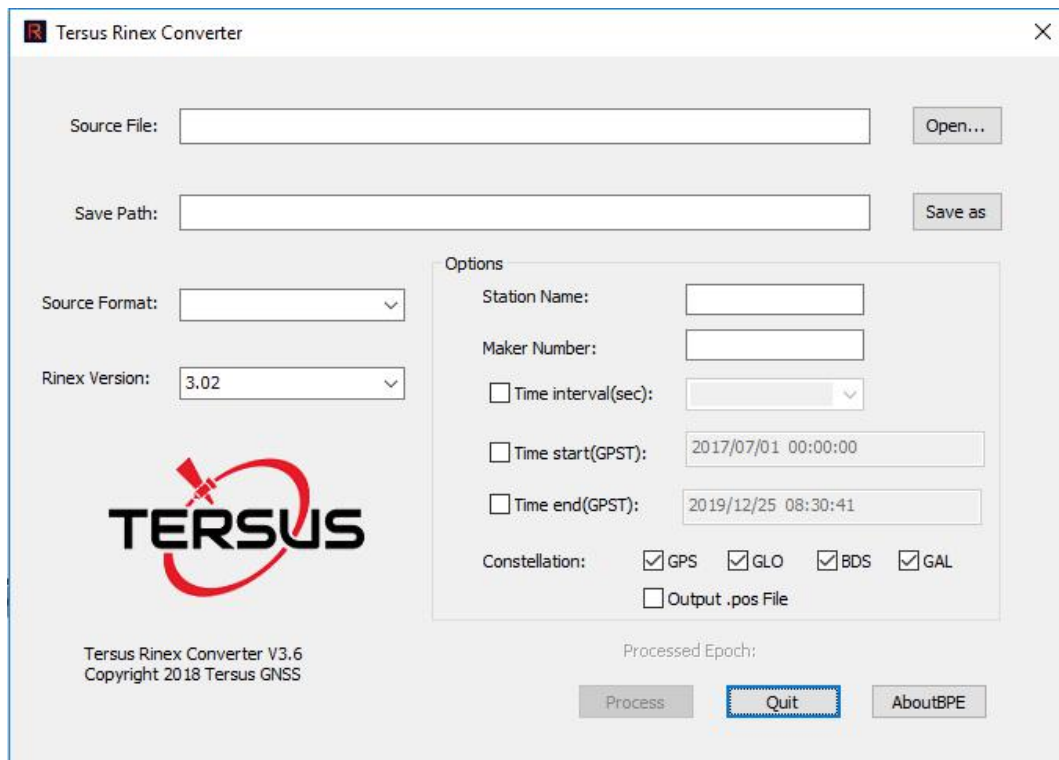 Tersus Rinex Converter
Source File:
Open...
Save Path:
Save as
Options
Source Format:
Station Name:
Maker Number:
Rinex Version:
3.02
Time interval(sec):
Time start(GPST):
2017/07/01 00:00:00
Time end(GPST):
2019/12/25 08:30:41
TERSUS
Constellation: GPS GLO BDS GAL
Output .pos File
Tersus Rinex Converter V3.6
Copyright 2018 Tersus GNSS
Processed Epoch:
Process Quit AboutBPE